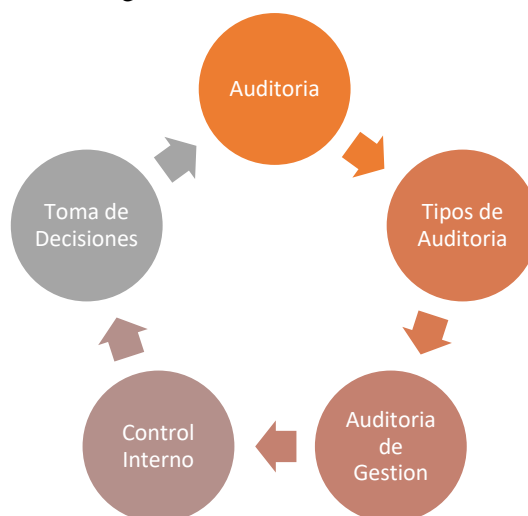 Auditoria
Tipos de
Auditoria
Auditoria
de
Gestion
Control
Interno
Toma de
Decisiones